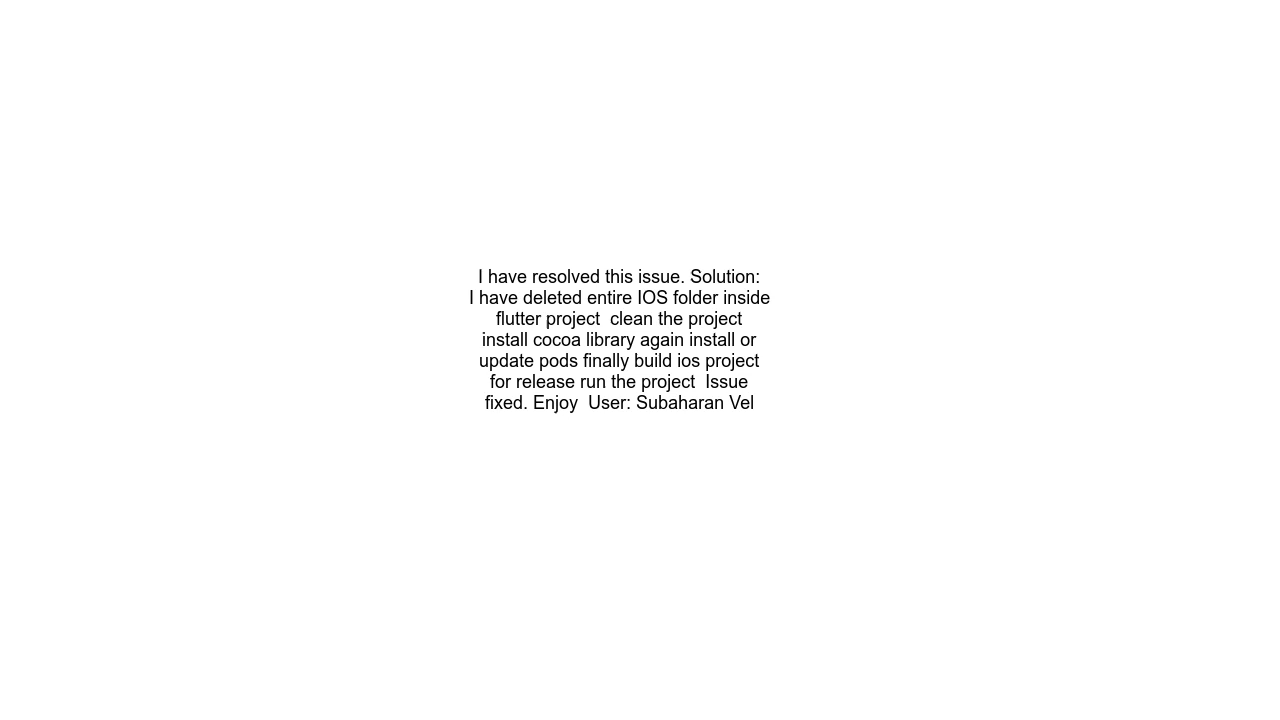 I have resolved this issue. Solution:
I have deleted entire IOS folder inside
flutter project  clean the project
install cocoa library again install or
update pods finally build ios project
for release run the project  Issue
fixed. Enjoy  User: Subaharan Vel